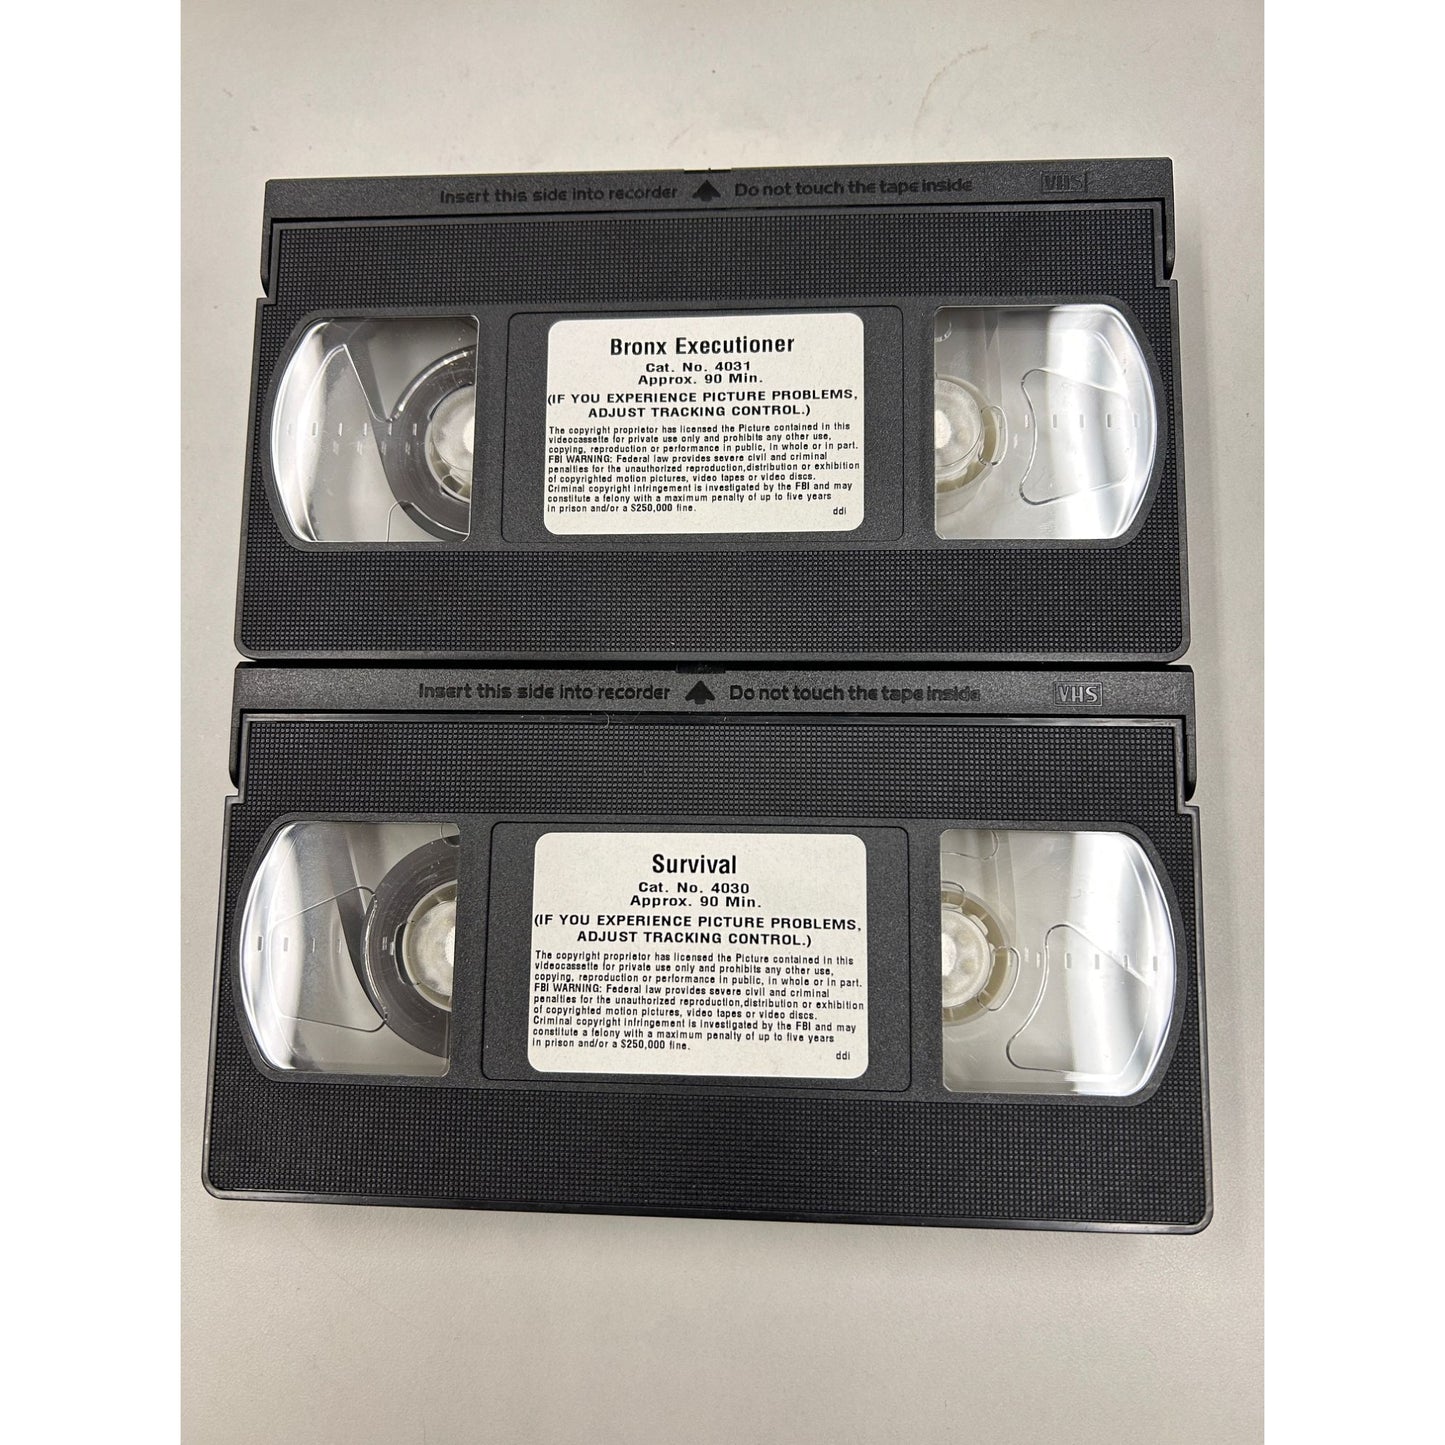 Insert this side into recorder Do not touch the tape inside VHS
Bronx Executioner
Cat. No. 4031
Approx. 90 Min.
(IF YOU EXPERIENCE PICTURE PROBLEMS,
ADJUST TRACKING CONTROL.)
The copyright proprietor has licensed the Picture contained in this
videocassette for private use only and prohibits any other use,
copying, reproduction or performance in public, in whole or in part.
FBI WARNING: Federal law provides severe civil and criminal
penalties for the unauthorized reproduction,distribution or exhibition
of copyrighted motion pictures, video tapes or video discs.
Criminal copyright infringement is investigated by the FBI and may
constitute a felony with a maximum penalty of up to five years
in prison and/or a $250,000 fine.
ddi
Insert this side into recorder Do not touch the tape inside VHS
Survival
Cat. No. 4030
Approx. 90 Min.
(IF YOU EXPERIENCE PICTURE PROBLEMS,
ADJUST TRACKING CONTROL.)
The copyright proprietor has licensed the Picture contained in this
videocassette for private use only and prohibits any other use,
copying, reproduction or performance in public, in whole or in part.
FBI WARNING: Federal law provides severe civil and criminal
penalties for the unauthorized reproduction,distribution or exhibition
of copyrighted motion pictures, video tapes or video discs.
Criminal copyright infringement is investigated by the FBI and may
constitute a felony with a maximum penalty of up to five years
in prison and/or a $250,000 fine.
ddi